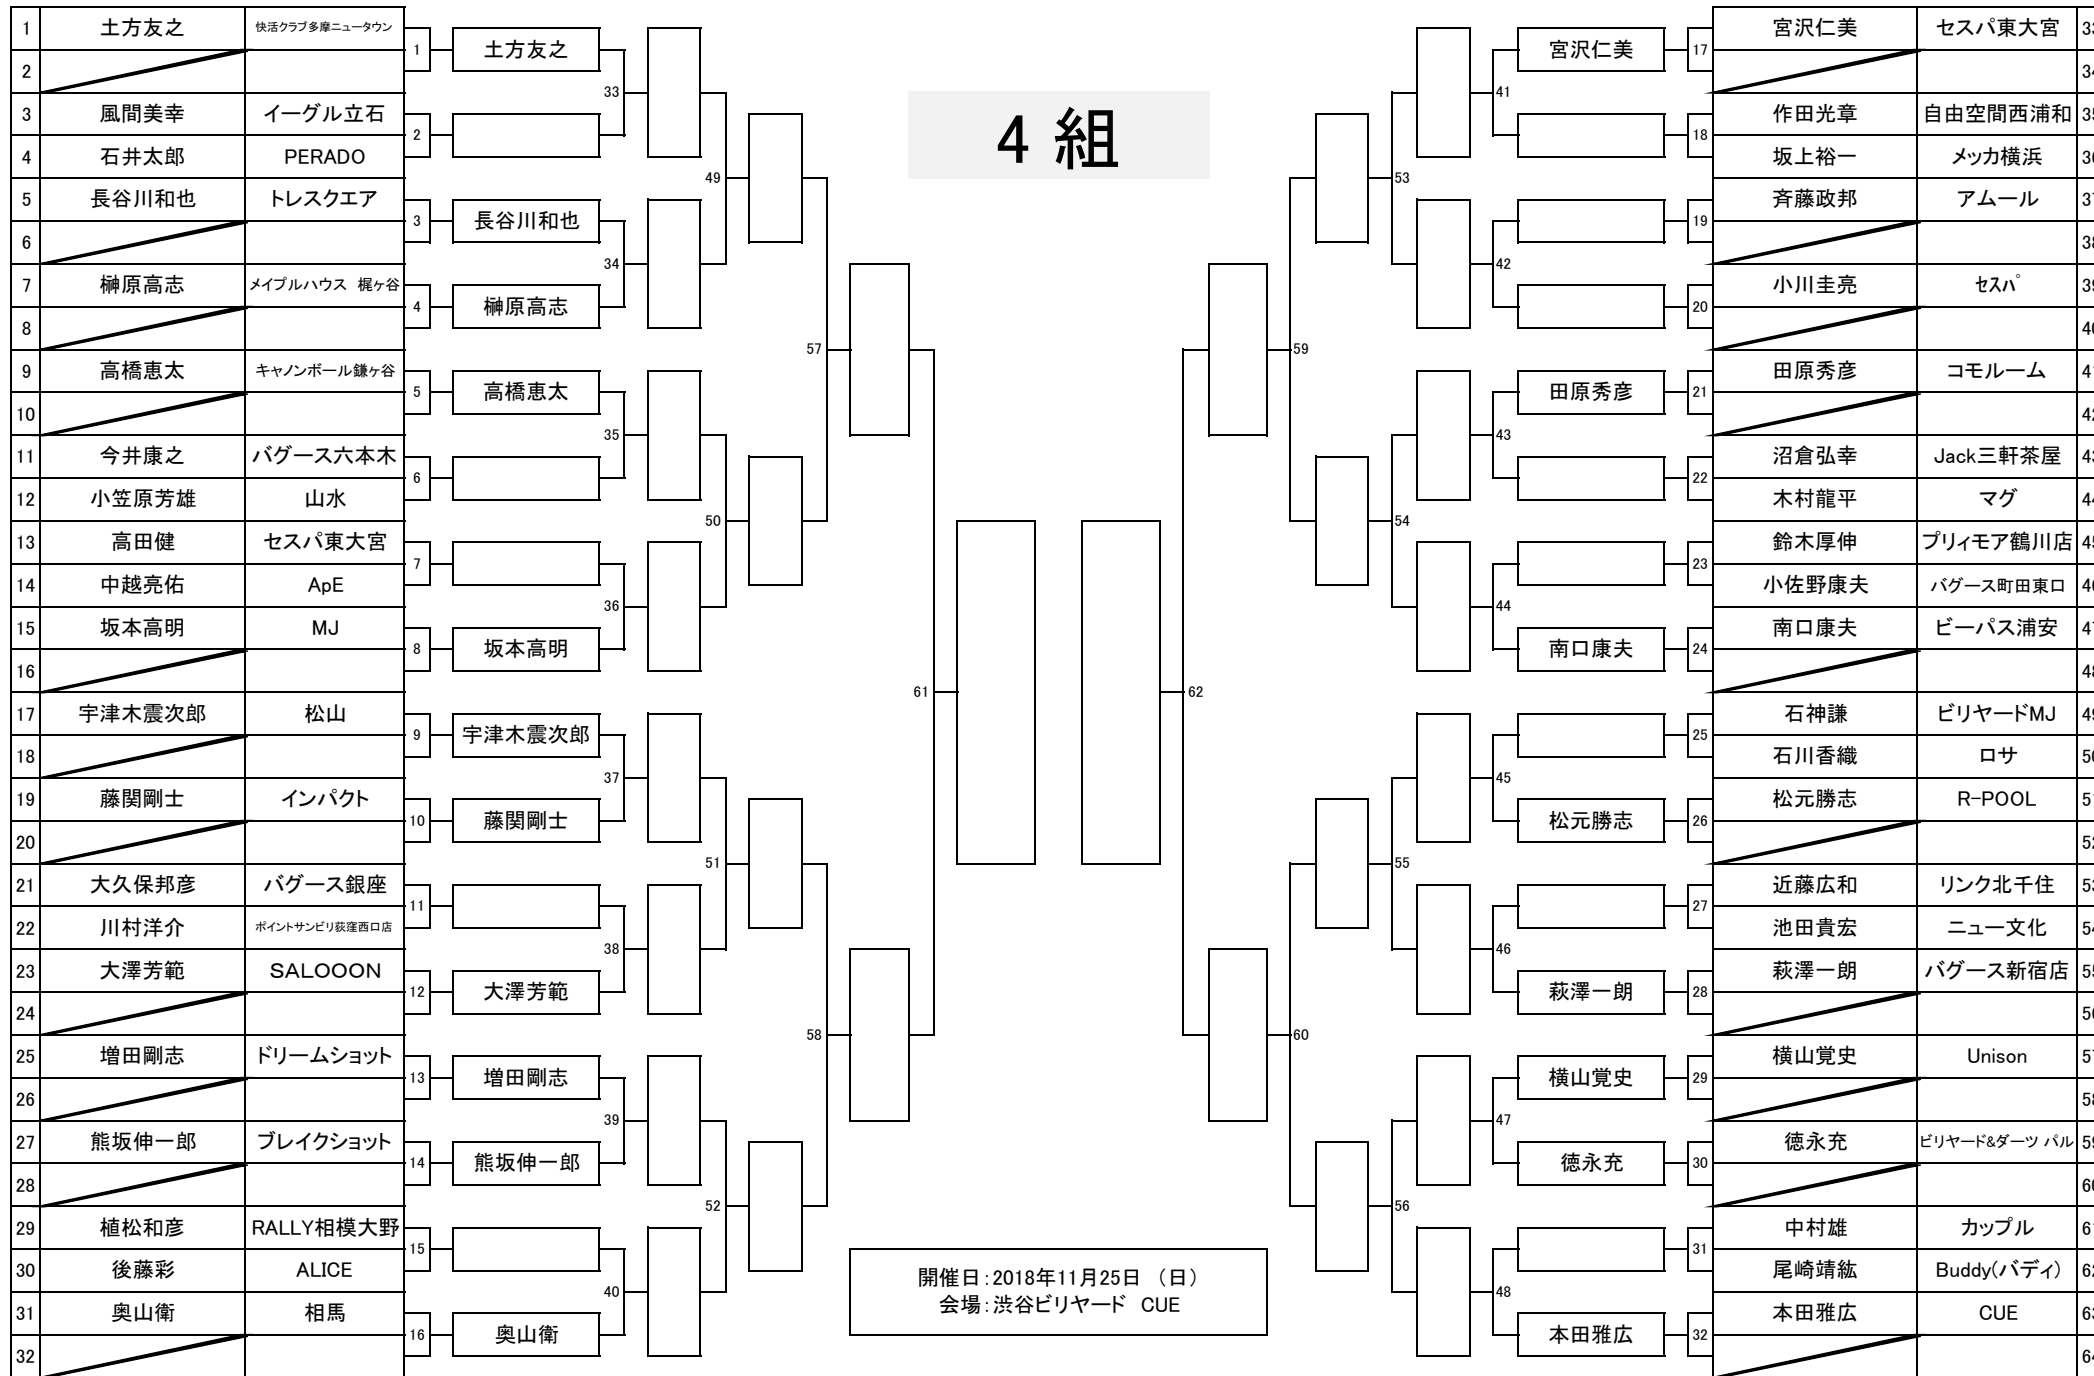 4 組
1 土方友之 快活クラブ多摩ニュータウン
2
3 風間美幸 イーグル立石
4 石井太郎 PERADO
5 長谷川和也 トレスクエア
6
7 榊原高志 メイプルハウス 梶ヶ谷
8
9 高橋恵太 キャノンボール鎌ヶ谷
10
11 今井康之 バグース六本木
12 小笠原芳雄 山水
13 高田健 セスパ東大宮
14 中越亮佑 ApE
15 坂本高明 MJ
16
17 宇津木震次郎 松山
18
19 藤関剛士 インパクト
20
21 大久保邦彦 バグース銀座
22 川村洋介 ポイントサンビリ荻窪西口店
23 大澤芳範 SALOOON
24
25 増田剛志 ドリームショット
26
27 熊坂伸一郎 ブレイクショット
28
29 植松和彦 RALLY相模大野
30 後藤彩 ALICE
31 奥山衛 相馬
32
1 土方友之
2
3 長谷川和也
4 榊原高志
5 高橋恵太
6
7
8 坂本高明
9 宇津木震次郎
10 藤関剛士
11
12 大澤芳範
13 増田剛志
14 熊坂伸一郎
15
16 奥山衛
33
34
35
36
37
38
39
40
49
50
51
52
57
58
61
62
59
60
53
54
55
56
41
42
43
44
45
46
47
48
宮沢仁美 17
18
19
20
田原秀彦 21
22
23
南口康夫 24
25
松元勝志 26
27
萩澤一朗 28
横山覚史 29
徳永充 30
31
本田雅広 32
宮沢仁美 セスパ東大宮
作田光章 自由空間西浦和
坂上裕一 メッカ横浜
斉藤政邦 アムール
小川圭亮 セスパ
田原秀彦 コモルーム
沼倉弘幸 Jack三軒茶屋
木村龍平 マグ
鈴木厚伸 プリィモア鶴川店
小佐野康夫 バグース町田東口
南口康夫 ビーパス浦安
石神謙 ビリヤードMJ
石川香織 ロサ
松元勝志 R-POOL
近藤広和 リンク北千住
池田貴宏 ニュー文化
萩澤一朗 バグース新宿店
横山覚史 Unison
徳永充 ビリヤード&ダーツ パル
中村雄 カップル
尾崎靖紘 Buddy(バディ)
本田雅広 CUE
開催日：2018年11月25日 （日）
会場：渋谷ビリヤード CUE